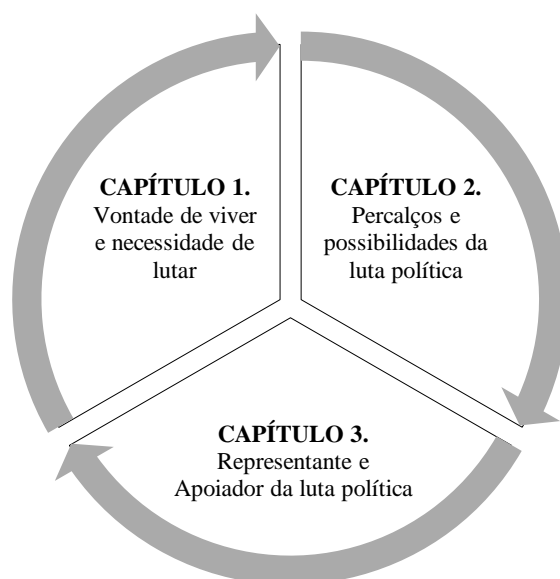 CAPÍTULO 1.
Vontade de viver
e necessidade de
lutar
CAPÍTULO 2.
Percalços e
possibilidades da
luta política
CAPÍTULO 3.
Representante e
Apoiador da luta política